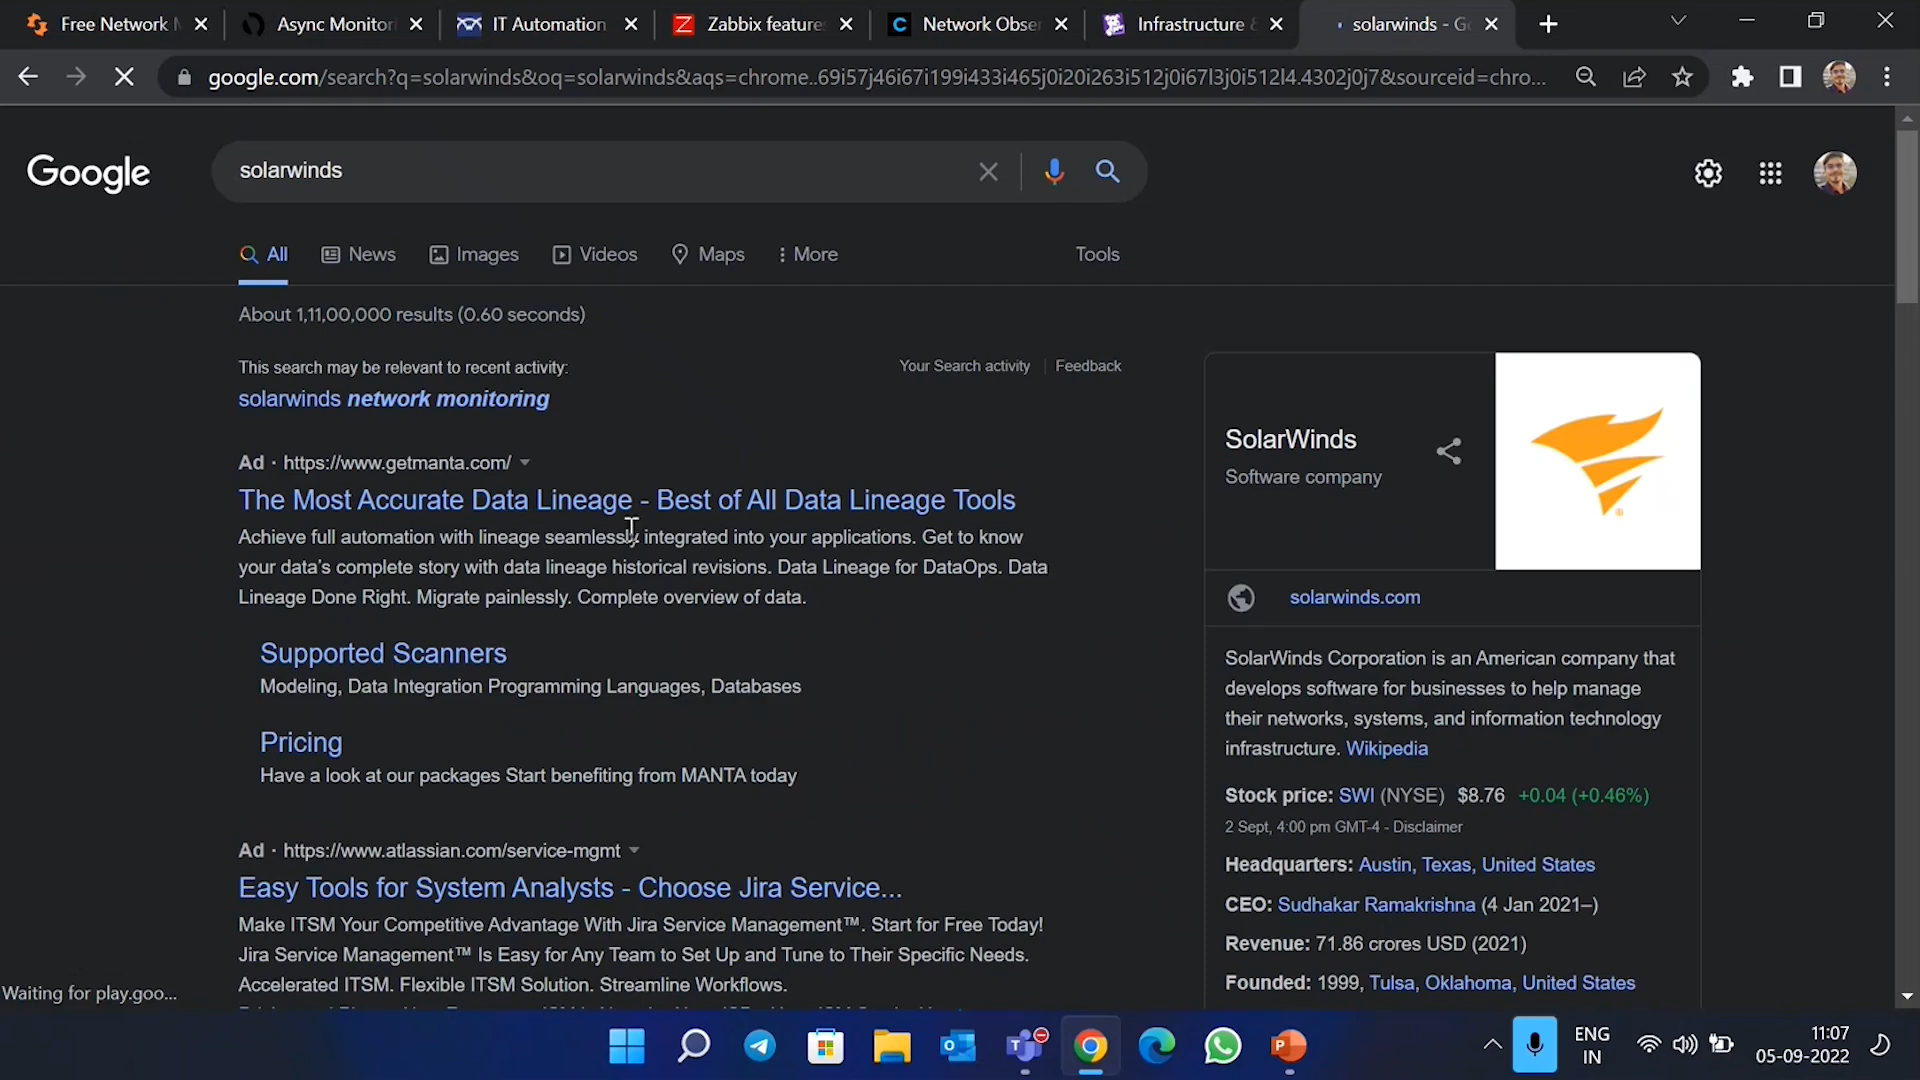 Free Network
Async Monitori
IT Automation
Zabbix feature
Network Obser
Infrastructure &
solarwinds - Go
google.com/search?q=solarwinds&oq=solarwinds&aqs=chrome..69i57j46i67i199i433i465j0i20i263i512j0i67l3j0i512l4.4302j0j7&sourceid=chro...
Google
solarwinds
All
News
Images
Videos
Maps
More
Tools
About 1,11,00,000 results (0.60 seconds)
This search may be relevant to recent activity:
Your Search activity
Feedback
solarwinds network monitoring
Ad · https://www.getmanta.com/
The Most Accurate Data Lineage - Best of All Data Lineage Tools
Achieve full automation with lineage seamlessly integrated into your applications. Get to know
your data's complete story with data lineage historical revisions. Data Lineage for DataOps. Data
Lineage Done Right. Migrate painlessly. Complete overview of data.
Supported Scanners
Modeling, Data Integration Programming Languages, Databases
Pricing
Have a look at our packages Start benefiting from MANTA today
Ad · https://www.atlassian.com/service-mgmt
Easy Tools for System Analysts - Choose Jira Service...
Make ITSM Your Competitive Advantage With Jira Service Management™. Start for Free Today!
Jira Service Management™ Is Easy for Any Team to Set Up and Tune to Their Specific Needs.
Accelerated ITSM. Flexible ITSM Solution. Streamline Workflows.
SolarWinds
Software company
solarwinds.com
SolarWinds Corporation is an American company that
develops software for businesses to help manage
their networks, systems, and information technology
infrastructure. Wikipedia
Stock price: SWI (NYSE) $8.76 +0.04 (+0.46%)
2 Sept, 4:00 pm GMT-4 - Disclaimer
Headquarters: Austin, Texas, United States
CEO: Sudhakar Ramakrishna (4 Jan 2021–)
Revenue: 71.86 crores USD (2021)
Founded: 1999, Tulsa, Oklahoma, United States
Waiting for play.goo...
ENG
IN
11:07
05-09-2022